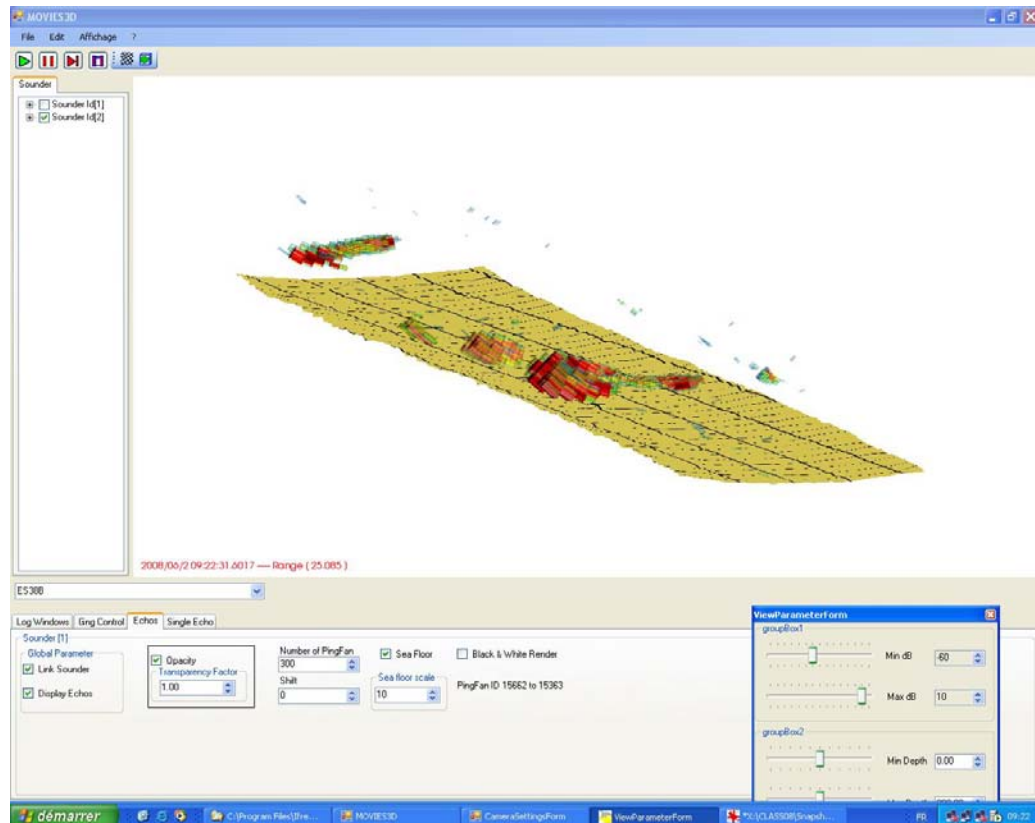 MOVIES3D
File Edit Affichage ?
Sounder
Sounder Id[1]
Sounder Id[2]
2008/06/2 09:22:31.6017 --- Range ( 25.085 )
ES38B
Log Windows Ging Control Echos Single Echo
Sounder [1]
Global Parameter
Link Sounder
Display Echos
Opacity
Transparency Factor
1.00
Number of PingFan
300
Shift
0
Sea Floor
Sea floor scale
10
Black & White Render
PingFan ID 15662 to 15363
ViewParameterForm
groupBox1
Min dB -60
Max dB 10
groupBox2
Min Depth 0.00
démarrer C:\Program Files\Ifre... MOVIES3D CameraSettingsForm ViewParameterForm *X:\CLASS08\Snapsh... FR 09:22